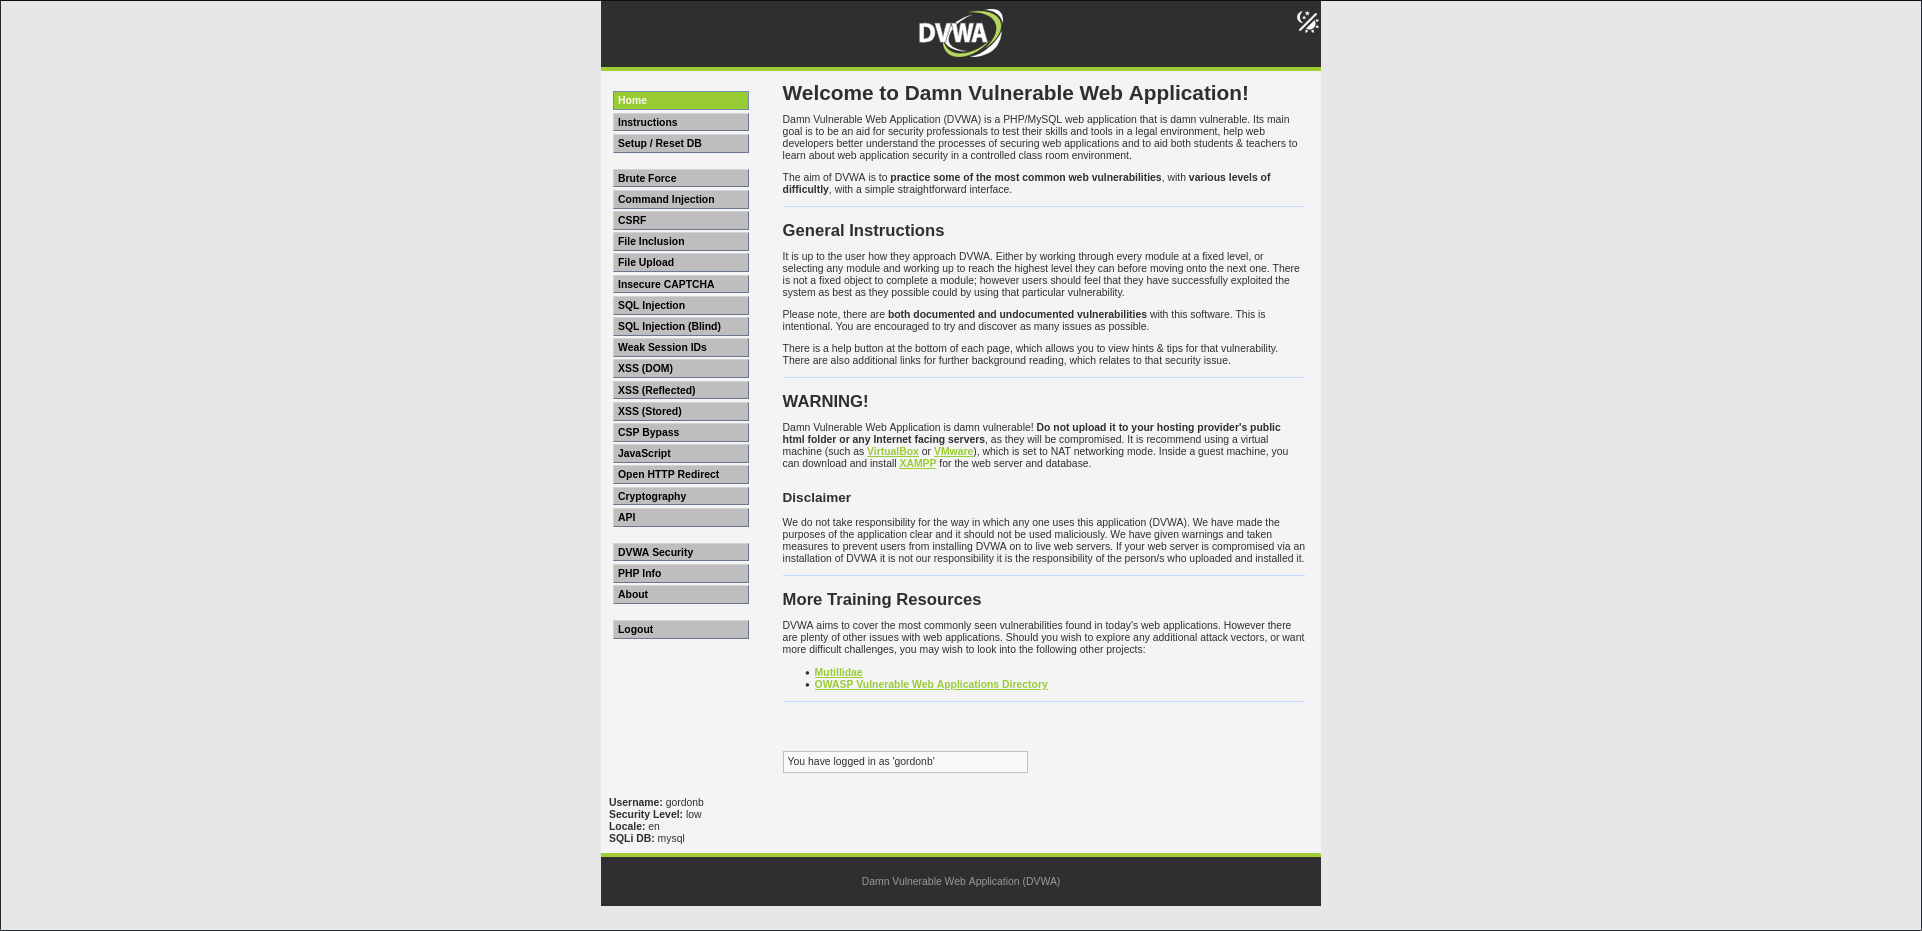 DVWA
Home
Instructions
Setup / Reset DB
Brute Force
Command Injection
CSRF
File Inclusion
File Upload
Insecure CAPTCHA
SQL Injection
SQL Injection (Blind)
Weak Session IDs
XSS (DOM)
XSS (Reflected)
XSS (Stored)
CSP Bypass
JavaScript
Open HTTP Redirect
Cryptography
API
DVWA Security
PHP Info
About
Logout
Welcome to Damn Vulnerable Web Application!
Damn Vulnerable Web Application (DVWA) is a PHP/MySQL web application that is damn vulnerable. Its main
goal is to be an aid for security professionals to test their skills and tools in a legal environment, help web
developers better understand the processes of securing web applications and to aid both students & teachers to
learn about web application security in a controlled class room environment.
The aim of DVWA is to practice some of the most common web vulnerabilities, with various levels of
difficultly, with a simple straightforward interface.
General Instructions
It is up to the user how they approach DVWA. Either by working through every module at a fixed level, or
selecting any module and working up to reach the highest level they can before moving onto the next one. There
is not a fixed object to complete a module; however users should feel that they have successfully exploited the
system as best as they possible could by using that particular vulnerability.
Please note, there are both documented and undocumented vulnerabilities with this software. This is
intentional. You are encouraged to try and discover as many issues as possible.
There is a help button at the bottom of each page, which allows you to view hints & tips for that vulnerability.
There are also additional links for further background reading, which relates to that security issue.
WARNING!
Damn Vulnerable Web Application is damn vulnerable! Do not upload it to your hosting provider's public
html folder or any Internet facing servers, as they will be compromised. It is recommend using a virtual
machine (such as VirtualBox or VMware), which is set to NAT networking mode. Inside a guest machine, you
can download and install XAMPP for the web server and database.
Disclaimer
We do not take responsibility for the way in which any one uses this application (DVWA). We have made the
purposes of the application clear and it should not be used maliciously. We have given warnings and taken
measures to prevent users from installing DVWA on to live web servers. If your web server is compromised via an
installation of DVWA it is not our responsibility it is the responsibility of the person/s who uploaded and installed it.
More Training Resources
DVWA aims to cover the most commonly seen vulnerabilities found in today's web applications. However there
are plenty of other issues with web applications. Should you wish to explore any additional attack vectors, or want
more difficult challenges, you may wish to look into the following other projects:
• Mutillidae
• OWASP Vulnerable Web Applications Directory
You have logged in as 'gordonb'
Username: gordonb
Security Level: low
Locale: en
SQLi DB: mysql
Damn Vulnerable Web Application (DVWA)